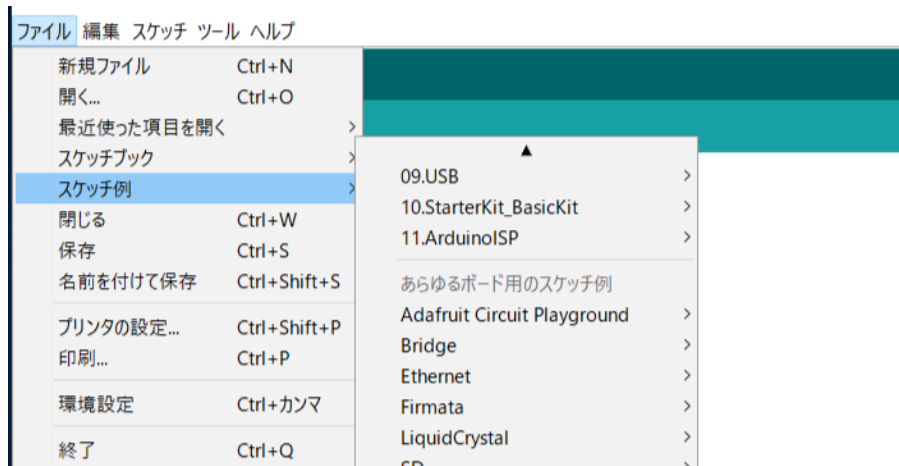 ファイル 編集 スケッチ ツール ヘルプ
新規ファイル Ctrl+N
開く... Ctrl+O
最近使った項目を開く
スケッチブック
スケッチ例
閉じる Ctrl+W
保存 Ctrl+S
名前を付けて保存 Ctrl+Shift+S
プリンタの設定... Ctrl+Shift+P
印刷... Ctrl+P
環境設定 Ctrl+カンマ
終了 Ctrl+Q
09.USB
10.StarterKit_BasicKit
11.ArduinoISP
あらゆるボード用のスケッチ例
Adafruit Circuit Playground
Bridge
Ethernet
Firmata
LiquidCrystal
SD